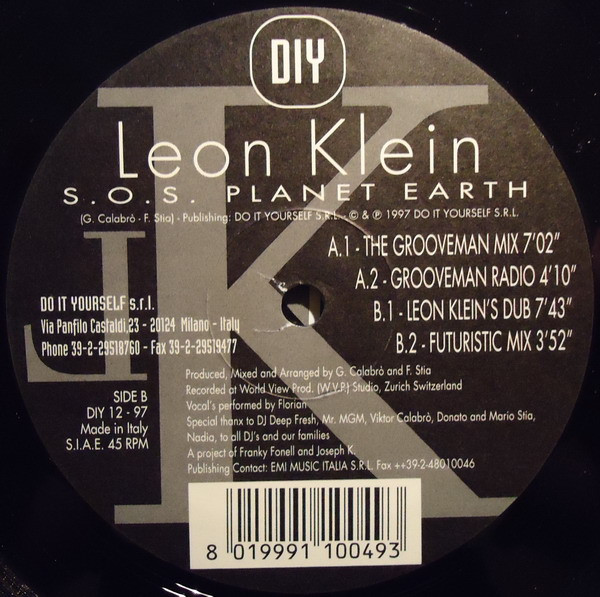 DIY
Leon Klein
S.O.S. PLANET EARTH
(G. Calabrò - F. Stia) - Publishing: DO IT YOURSELF S.R.L. - © & ℗ 1997 DO IT YOURSELF S.R.L.
A.1 - THE GROOVEMAN MIX 7'02"
A.2 - GROOVEMAN RADIO 4'10"
B.1 - LEON KLEIN'S DUB 7'43"
B.2 - FUTURISTIC MIX 3'52"
DO IT YOURSELF s.r.l.
Via Panfilo Castaldi,23 - 20124 Milano - Italy
Phone 39-2-29518760 - Fax 39-2-29519477
Produced, Mixed and Arranged by G. Calabrò and F. Stia
Recorded at World View Prod. (W.V.P.) Studio, Zurich Switzerland
Vocal's performed by Florian
Special thanx to DJ Deep Fresh, Mr. MGM, Viktor Calabrò, Donato and Mario Stia,
Nadia, to all DJ's and our families
A project of Franky Fonell and Joseph K.
Publishing Contact: EMI MUSIC ITALIA S.R.L. Fax ++39-2-48010046
SIDE B
DIY 12 - 97
Made in Italy
S.I.A.E. 45 RPM
LK
8 019991 100493